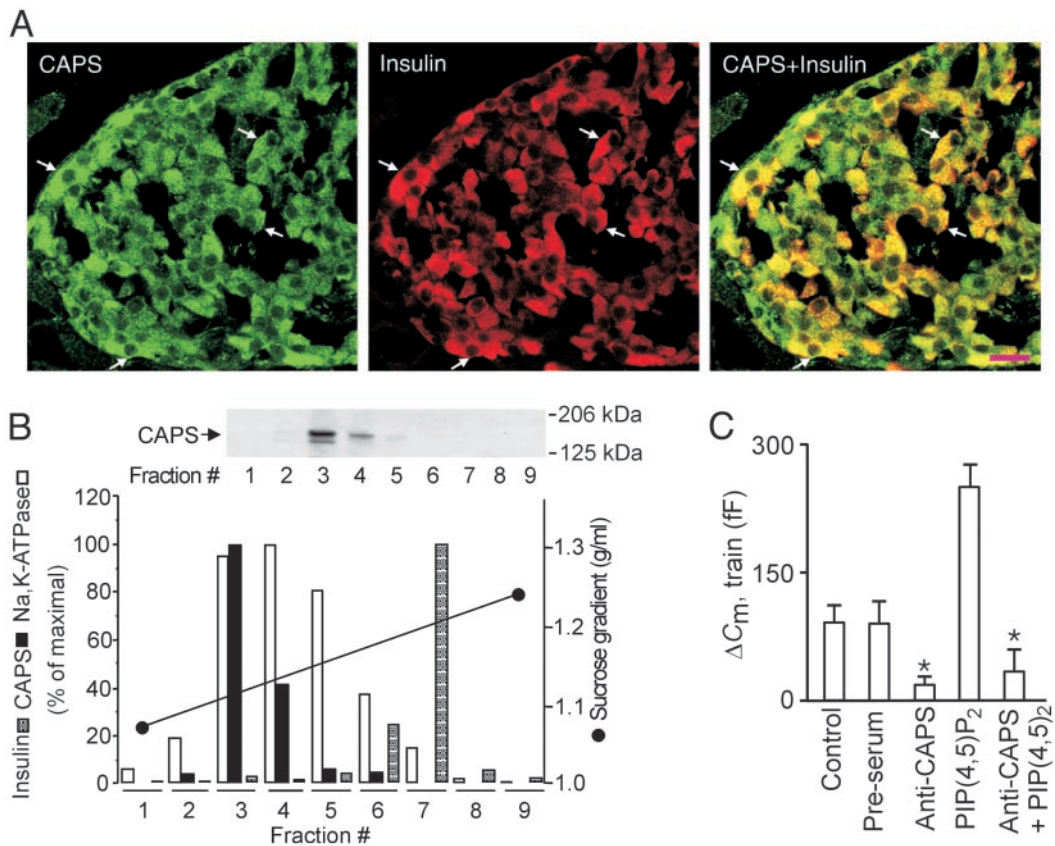 A
CAPS
Insulin
CAPS+Insulin
B
CAPS
-206 kDa
-125 kDa
Fraction # 1 2 3 4 5 6 7 8 9
Insulin CAPS Na,K-ATPase
(% of maximal)
120
100
80
60
40
20
0
1.3
1.2
1.1
1.0
Sucrose gradient (g/ml)
1 2 3 4 5 6 7 8 9
Fraction #
C
ΔCm, train (fF)
300
150
0
*
*
Control
Pre-serum
Anti-CAPS
PIP(4,5)P2
Anti-CAPS
+ PIP(4,5)2